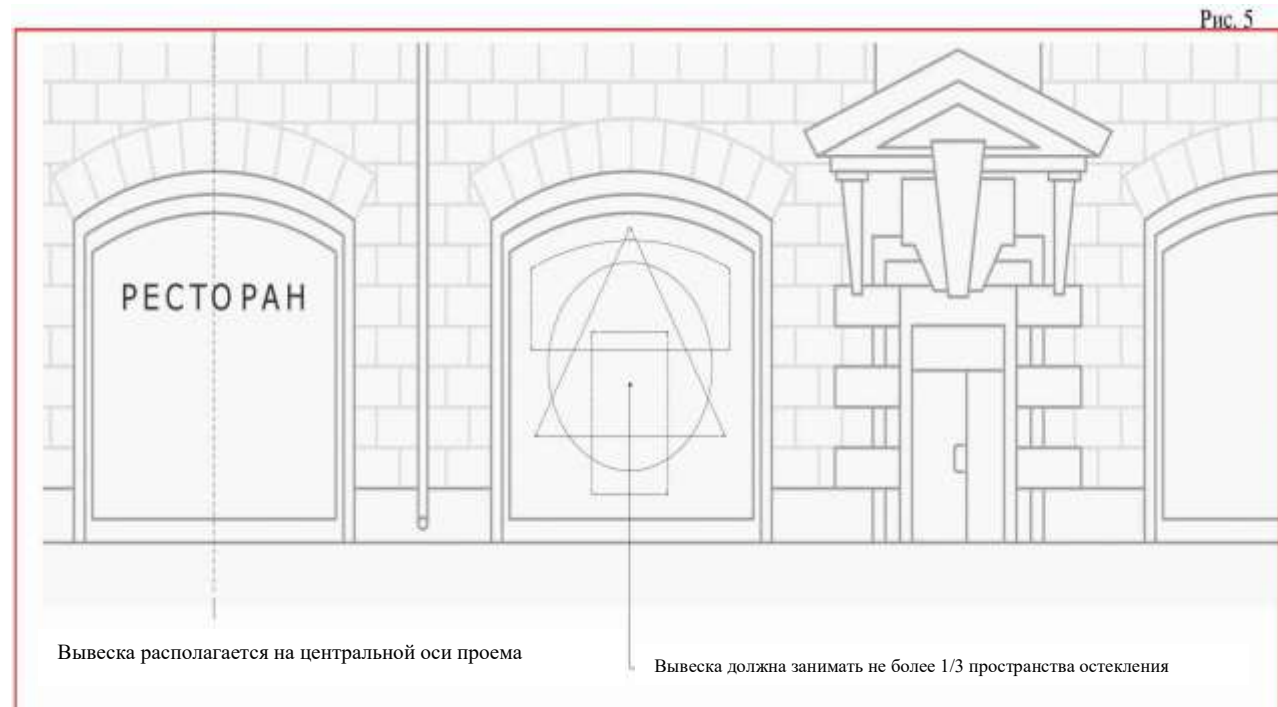 Рис. 5
РЕСТОРАН
Вывеска располагается на центральной оси проема
Вывеска должна занимать не более 1/3 пространства остекления